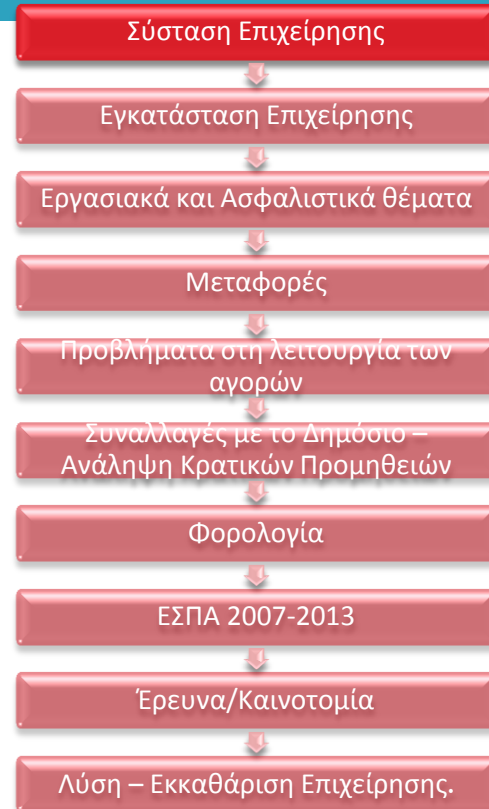 Σύσταση Επιχείρησης
Εγκατάσταση Επιχείρησης
Εργασιακά και Ασφαλιστικά θέματα
Μεταφορές
Προβλήματα στη λειτουργία των
αγορών
Συναλλαγές με το Δημόσιο –
Ανάληψη Κρατικών Προμηθειών
Φορολογία
ΕΣΠΑ 2007-2013
Έρευνα/Καινοτομία
Λύση – Εκκαθάριση Επιχείρησης.